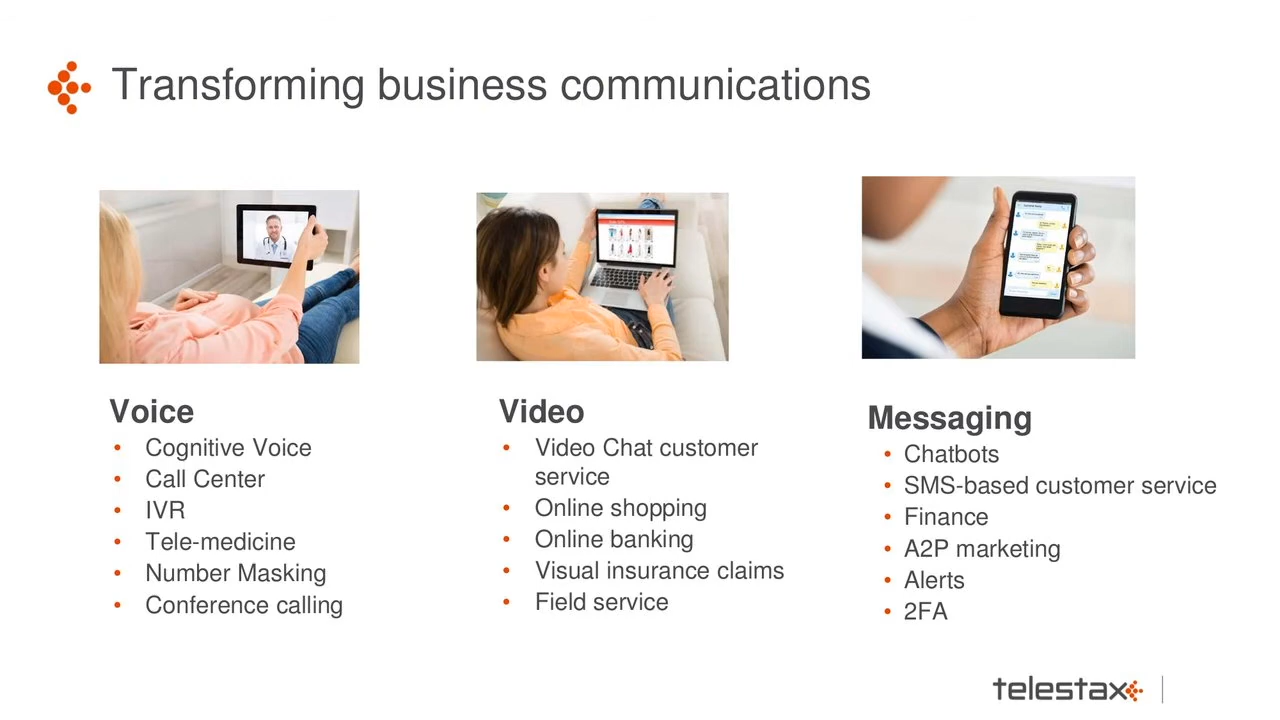 Transforming business communications
Voice
• Cognitive Voice
• Call Center
• IVR
• Tele-medicine
• Number Masking
• Conference calling
Video
• Video Chat customer
service
• Online shopping
• Online banking
• Visual insurance claims
• Field service
Messaging
• Chatbots
• SMS-based customer service
• Finance
• A2P marketing
• Alerts
• 2FA
telestax